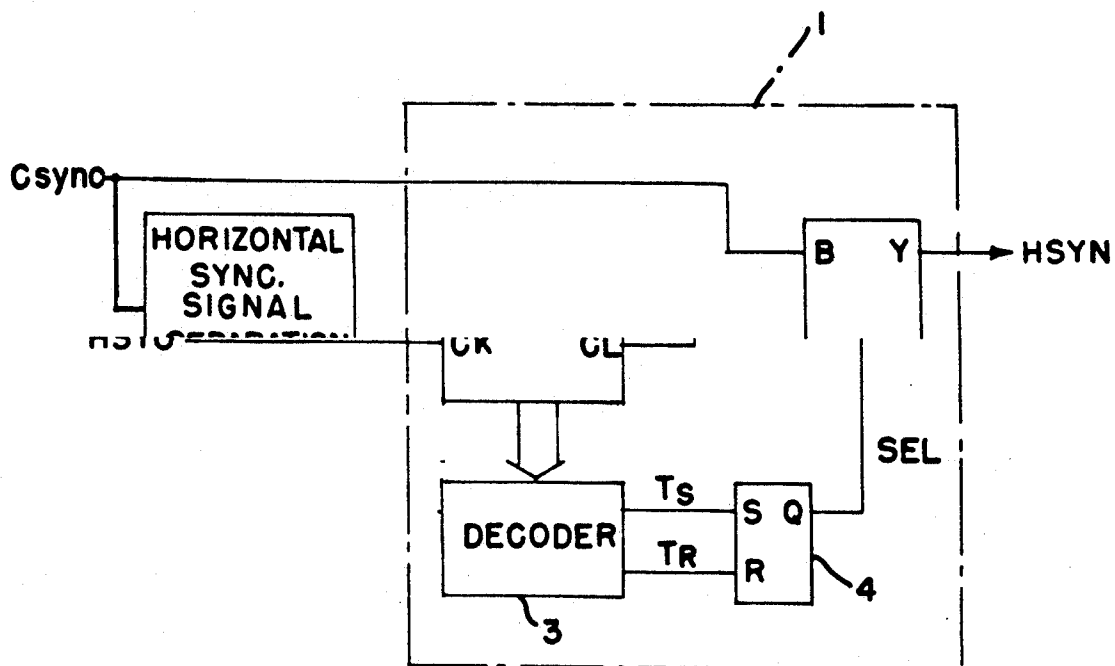 1
Csync
HORIZONTAL
SYNC.
SIGNAL
B Y
HSYN
CK CL
SEL
TS
S Q
DECODER
TR
R
4
3